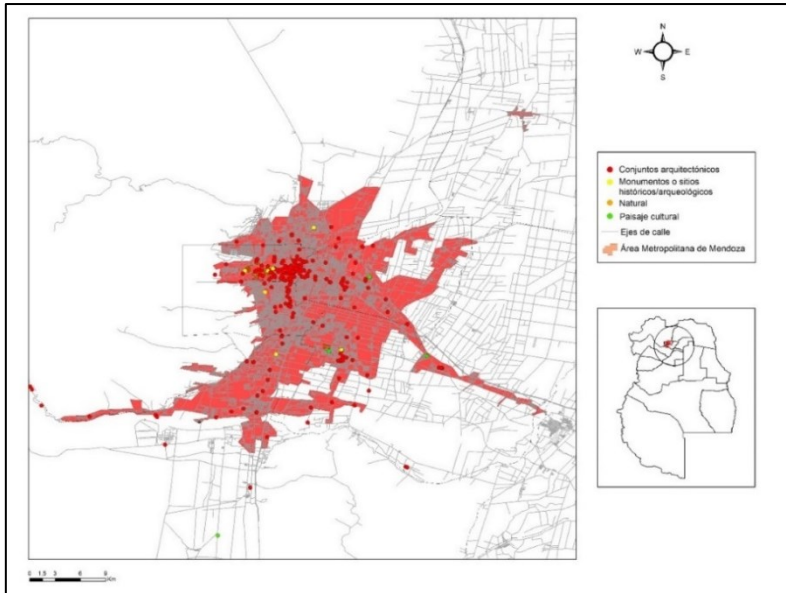 N
W E
S
Conjuntos arquitectónicos
Monumentos o sitios
históricos/arqueológicos
Natural
Paisaje cultural
Ejes de calle
Área Metropolitana de Mendoza
0 1,5 3 6 9